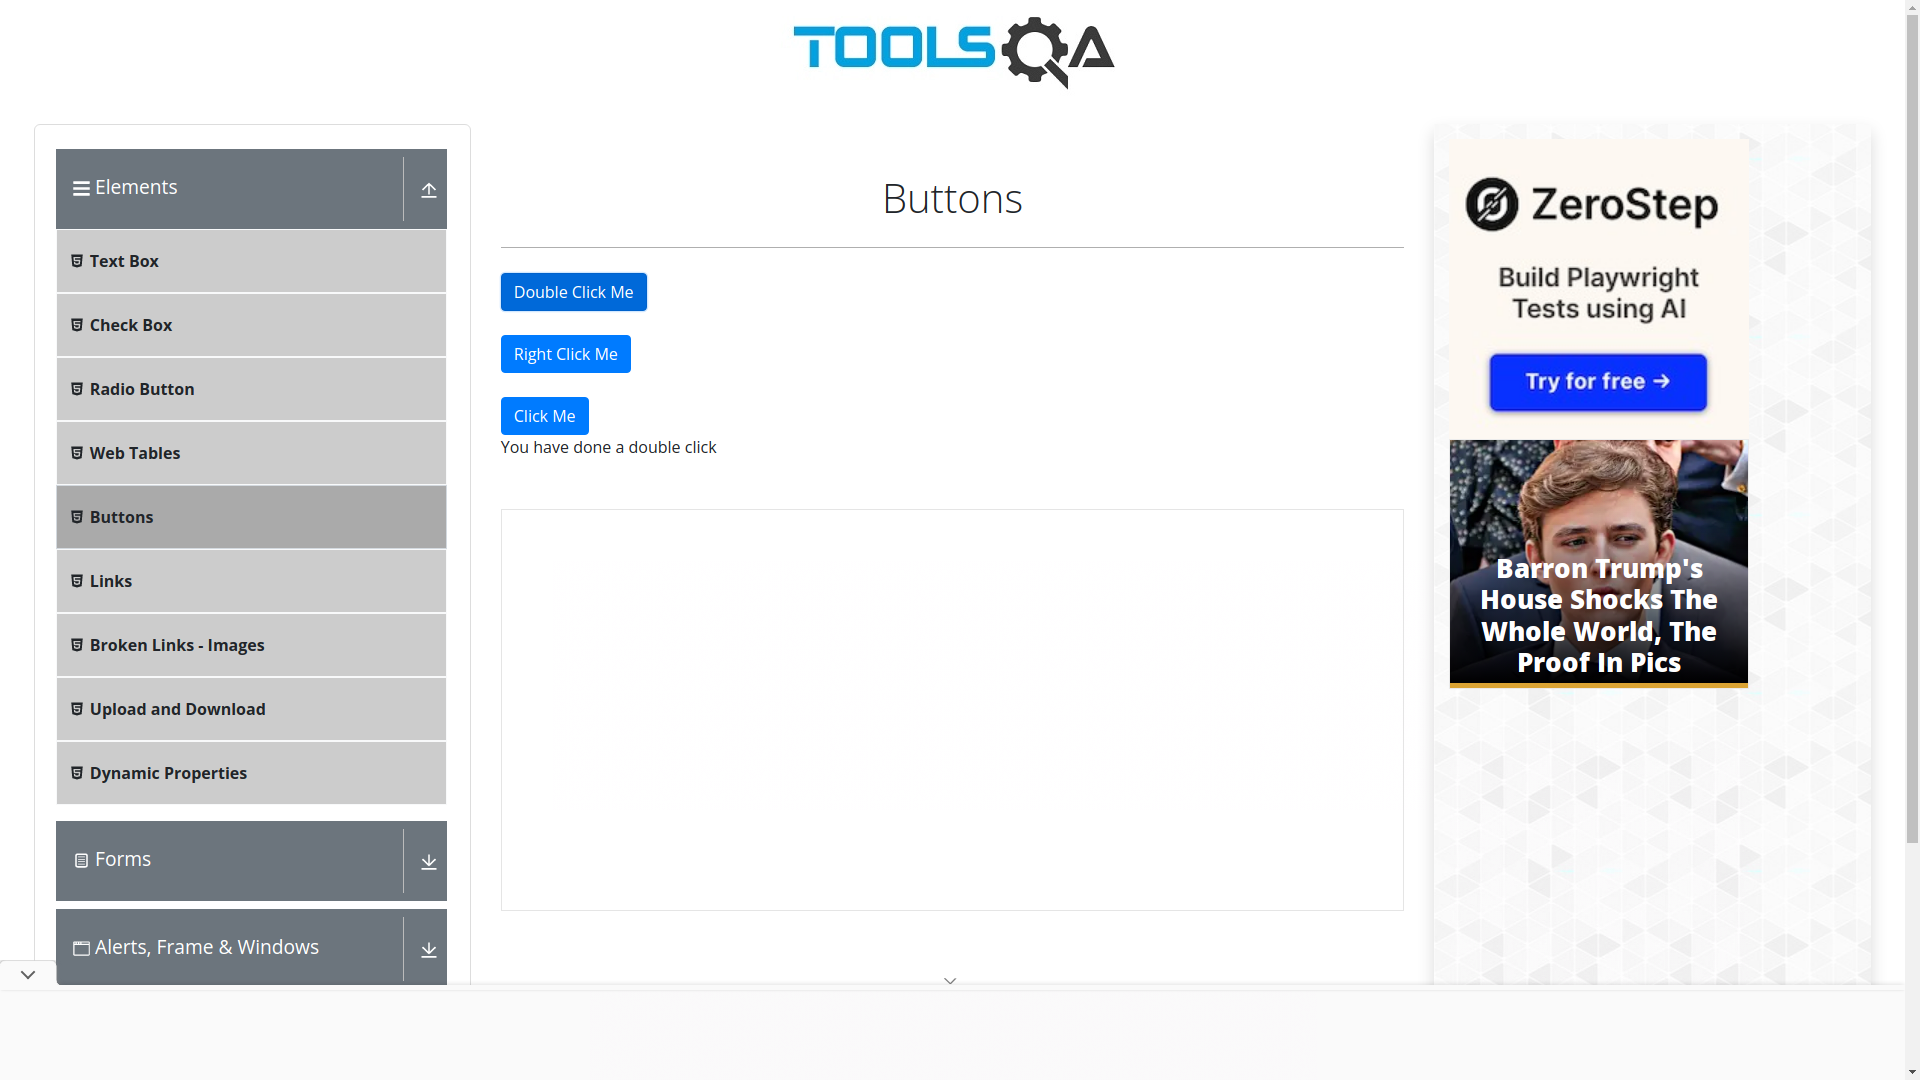 TOOLSQA
Elements
Text Box
Check Box
Radio Button
Web Tables
Buttons
Links
Broken Links - Images
Upload and Download
Dynamic Properties
Forms
Alerts, Frame & Windows
Buttons
Double Click Me
Right Click Me
Click Me
You have done a double click
ZeroStep
Build Playwright
Tests using AI
Try for free →
Barron Trump's
House Shocks The
Whole World, The
Proof In Pics